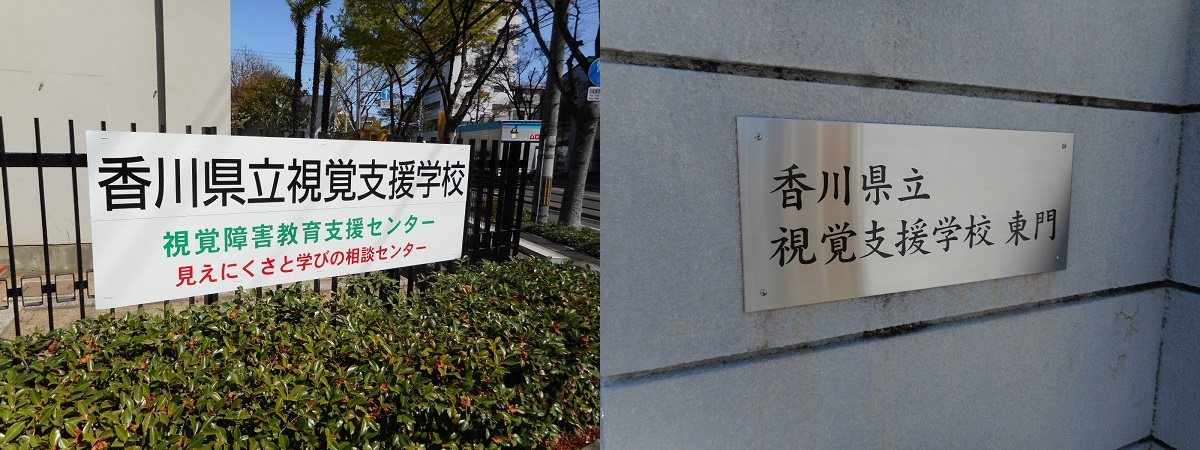 香川県立視覚支援学校
視覚障害教育支援センター
見えにくさと学びの相談センター
香川県立
視覚支援学校 東門